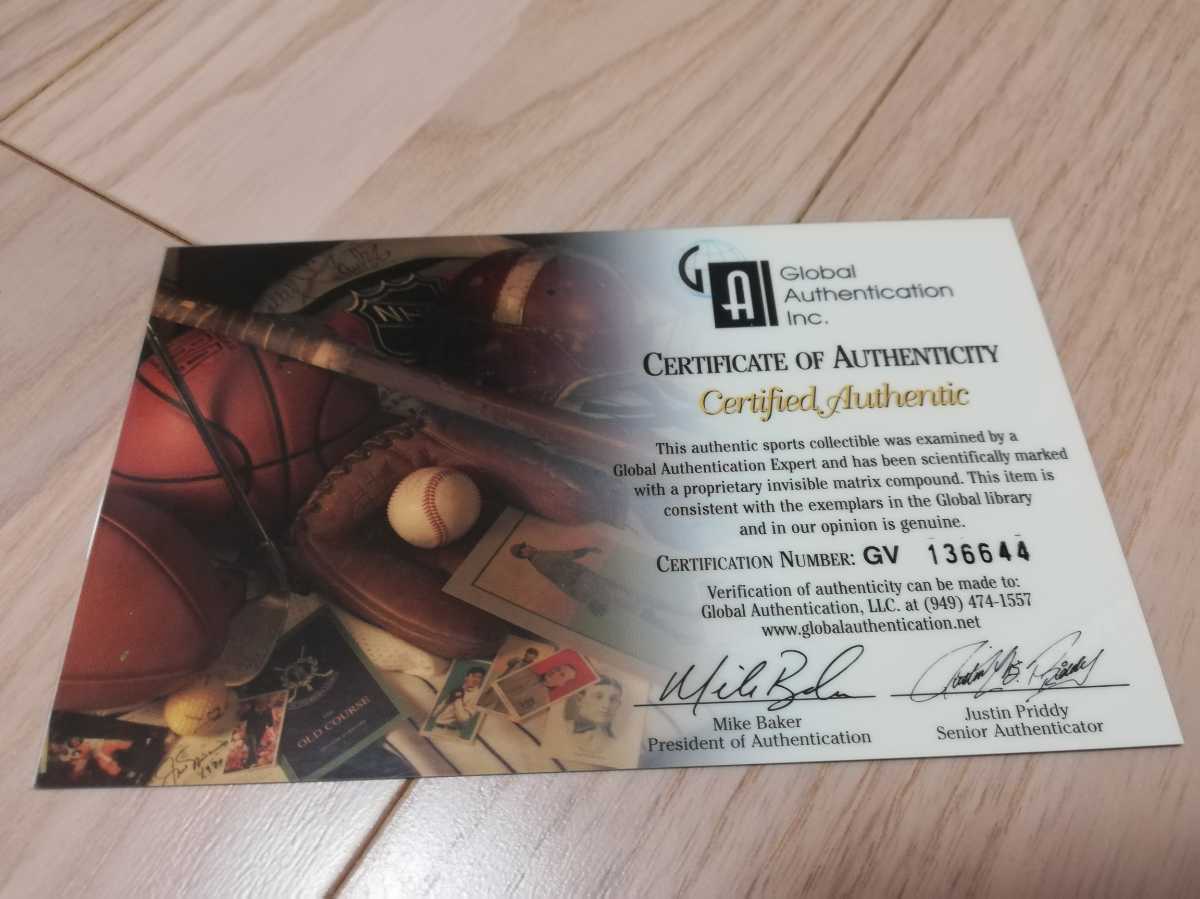 GAI
Global
Authentication
Inc.
CERTIFICATE OF AUTHENTICITY
Certified Authentic
This authentic sports collectible was examined by a
Global Authentication Expert and has been scientifically marked
with a proprietary invisible matrix compound. This item is
consistent with the exemplars in the Global library
and in our opinion is genuine.
CERTIFICATION NUMBER: GV 136644
Verification of authenticity can be made to:
Global Authentication, LLC. at (949) 474-1557
www.globalauthentication.net
Mike Baker
President of Authentication
Justin Priddy
Senior Authenticator
OLD COURSE